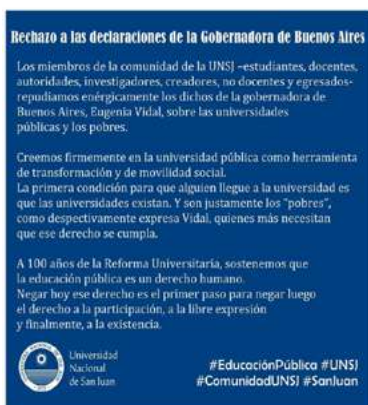 Rechazo a las declaraciones de la Gobernadora de Buenos Aires
Los miembros de la comunidad de la UNSJ –estudiantes, docentes,
autoridades, investigadores, creadores, no docentes y egresados-
repudiamos enérgicamente los dichos de la gobernadora de
Buenos Aires, Eugenia Vidal, sobre las universidades
públicas y los pobres.
Creemos firmemente en la universidad pública como herramienta
de transformación y de movilidad social.
La primera condición para que alguien llegue a la universidad es
que las universidades existan. Y son justamente los "pobres",
como despectivamente expresa Vidal, quienes más necesitan
que ese derecho se cumpla.
A 100 años de la Reforma Universitaria, sostenemos que
la educación pública es un derecho humano.
Negar hoy ese derecho es el primer paso para negar luego
el derecho a la participación, a la libre expresión
y finalmente, a la existencia.
Universidad
Nacional
de San Juan
#EducaciónPública #UNSJ
#ComunidadUNSJ #SanJuan